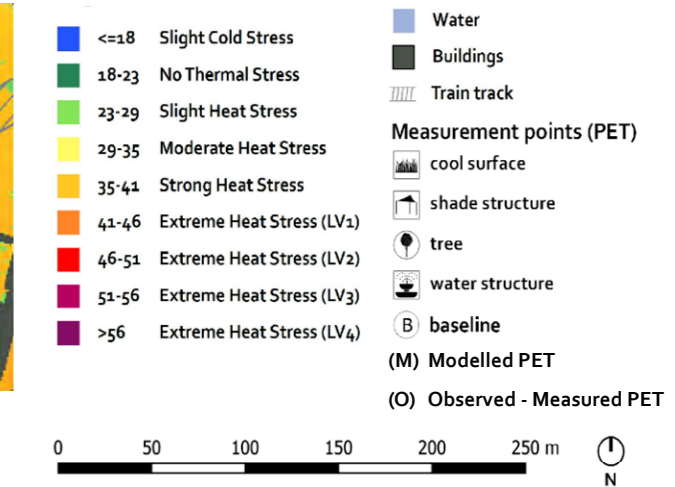 <=18 Slight Cold Stress
18-23 No Thermal Stress
23-29 Slight Heat Stress
29-35 Moderate Heat Stress
35-41 Strong Heat Stress
41-46 Extreme Heat Stress (LV1)
46-51 Extreme Heat Stress (LV2)
51-56 Extreme Heat Stress (LV3)
>56 Extreme Heat Stress (LV4)
Water
Buildings
Train track
Measurement points (PET)
cool surface
shade structure
tree
water structure
B baseline
(M) Modelled PET
(O) Observed - Measured PET
0 50 100 150 200 250 m
N